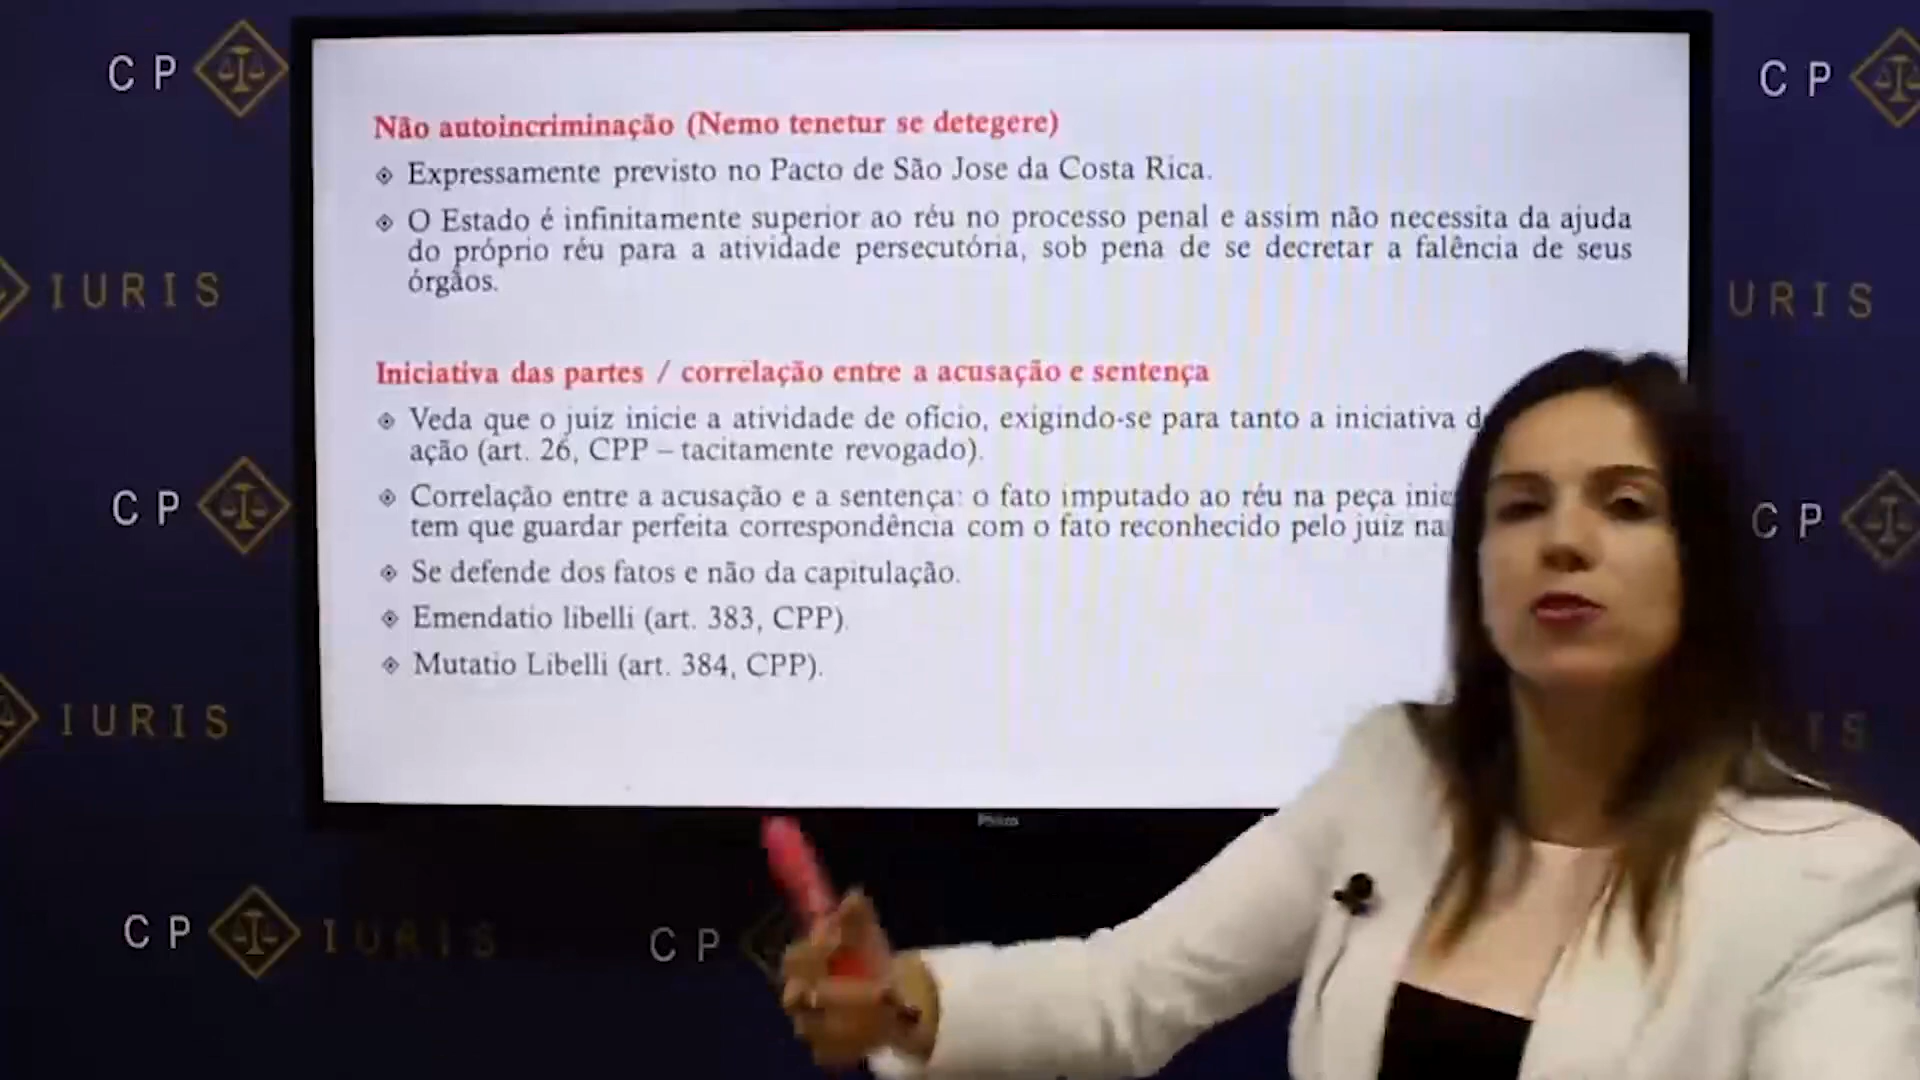 CP
CP
Não autoincriminação (Nemo tenetur se detegere)
Expressamente previsto no Pacto de São Jose da Costa Rica.
O Estado é infinitamente superior ao réu no processo penal e assim não necessita da ajuda
do próprio réu para a atividade persecutória, sob pena de se decretar a falência de seus
órgãos.
IURIS
URIS
Iniciativa das partes / correlação entre a acusação e sentença
Veda que o juiz inicie a atividade de ofício, exigindo-se para tanto a iniciativa d
ação (art. 26, CPP – tacitamente revogado).
Correlação entre a acusação e a sentença: o fato imputado ao réu na peça inic
tem que guardar perfeita correspondência com o fato reconhecido pelo juiz na
CP
CP
Se defende dos fatos e não da capitulação.
Emendatio libelli (art. 383, CPP).
Mutatio Libelli (art. 384, CPP).
IURIS
IS
Philco
CP IURIS
CP